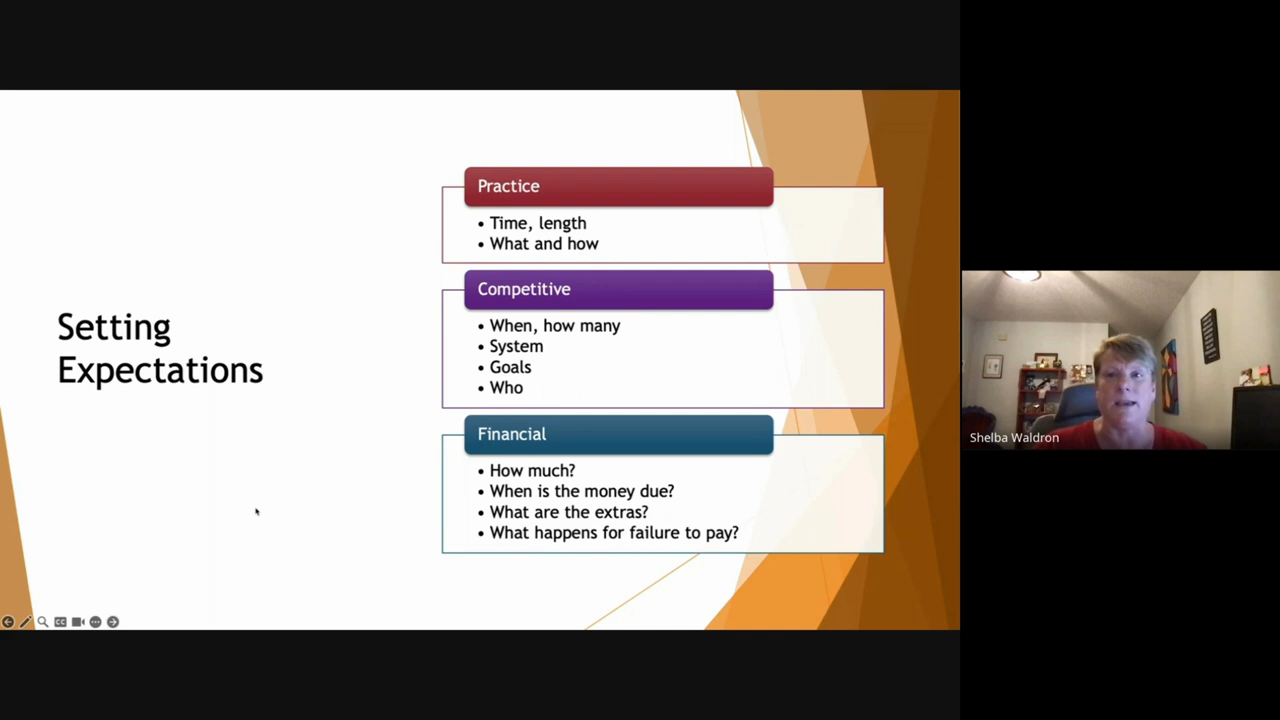 Setting
Expectations
Practice
• Time, length
• What and how
Competitive
• When, how many
• System
• Goals
• Who
Financial
• How much?
• When is the money due?
• What are the extras?
• What happens for failure to pay?
CC
Shelba Waldron